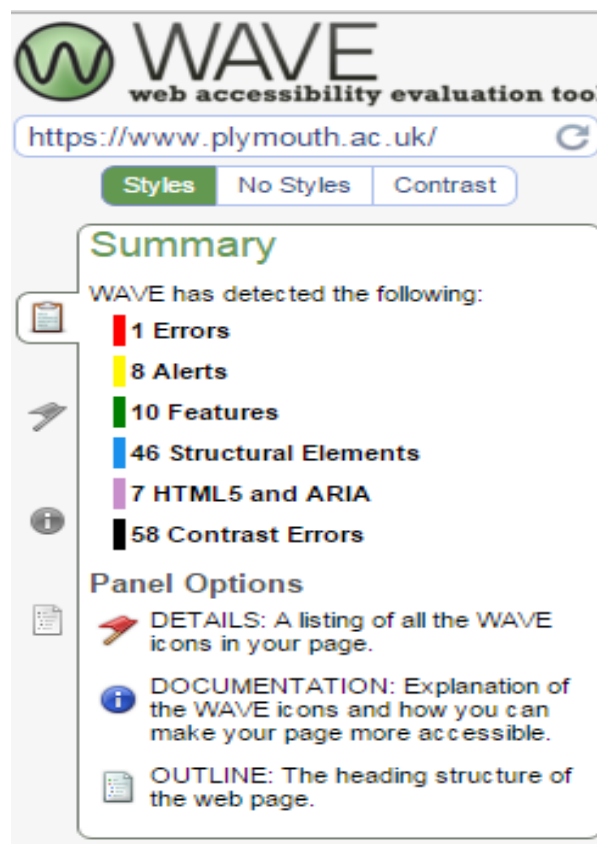 WAVE
web accessibility evaluation too
https://www.plymouth.ac.uk/
Styles No Styles Contrast
Summary
WAVE has detected the following:
1 Errors
8 Alerts
10 Features
46 Structural Elements
7 HTML5 and ARIA
58 Contrast Errors
Panel Options
DETAILS: A listing of all the WAVE
icons in your page.
DOCUMENTATION: Explanation of
the WAVE icons and how you can
make your page more accessible.
OUTLINE: The heading structure of
the web page.